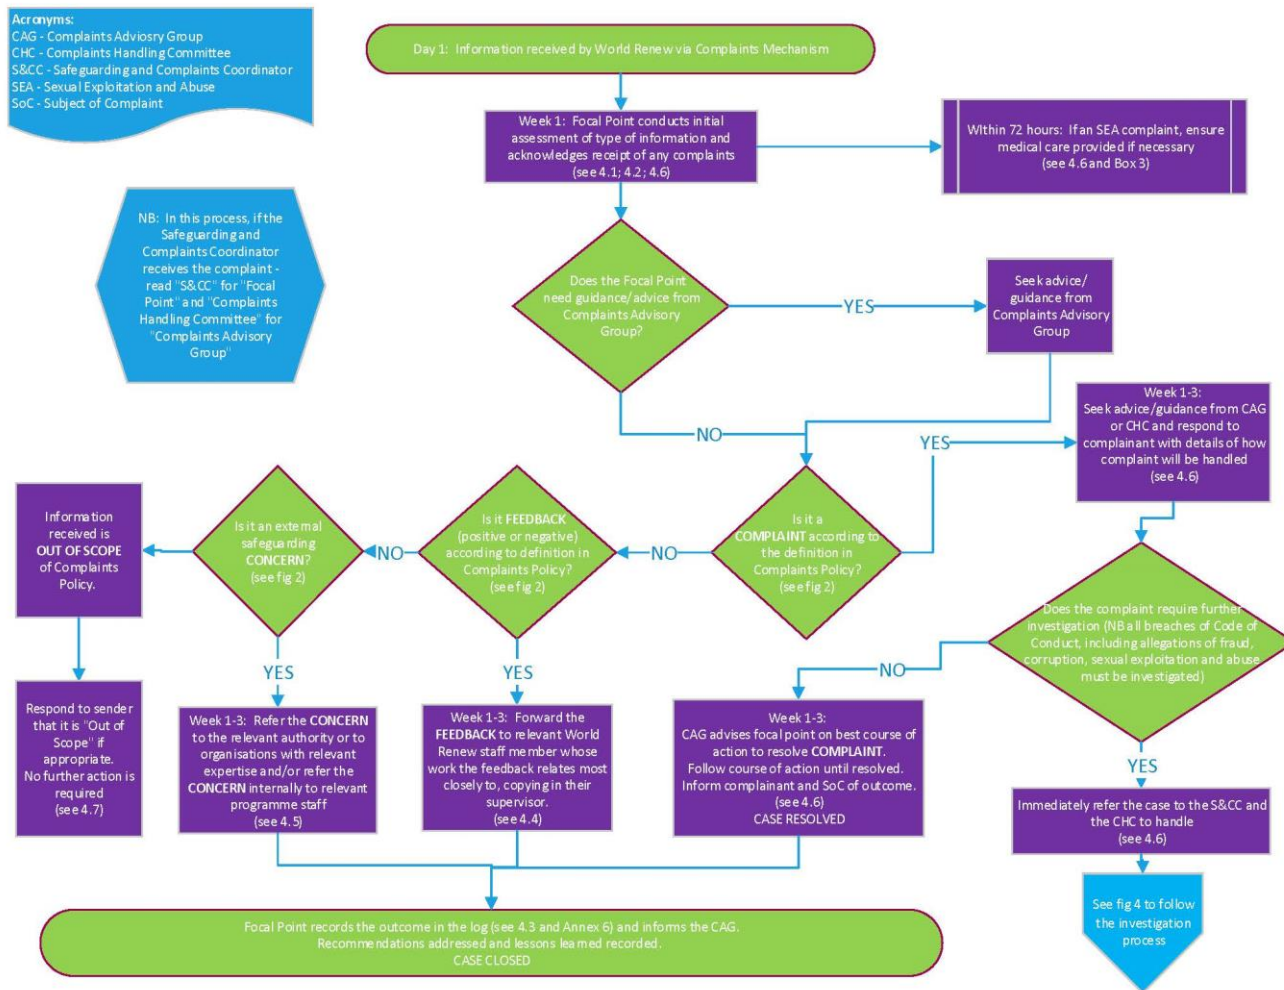 Acronyms:
CAG - Complaints Adviosry Group
CHC - Complaints Handling Committee
S&CC - Safeguarding and Complaints Coordinator
SEA - Sexual Exploitation and Abuse
SoC - Subject of Complaint
Day 1: Information received by World Renew via Complaints Mechanism
Week 1: Focal Point conducts initial
assessment of type of information and
acknowledges receipt of any complaints
(see 4.1; 4.2; 4.6)
WIthin 72 hours: If an SEA complaint, ensure
medical care provided if necessary
(see 4.6 and Box 3)
NB: In this process, if the
Safeguarding and
Complaints Coordinator
receives the complaint -
read "S&CC" for "Focal
Point" and "Complaints
Handling Committee" for
"Complaints Advisory
Group"
Does the Focal Point
need guidance/advice from
Complaints Advisory
Group?
YES
Seek advice/
guidance from
Complaints Advisory
Group
NO
Week 1-3:
Seek advice/guidance from CAG
or CHC and respond to
complainant with details of how
complaint will be handled
(see 4.6)
YES
Is it a
COMPLAINT according to
the definition in
Complaints Policy?
(see fig 2)
NO
Is it FEEDBACK
(positive or negative)
according to definition in
Complaints Policy?
(see fig 2)
NO
Is it an external
safeguarding
CONCERN?
(see fig 2)
Information
received is
OUT OF SCOPE
of Complaints
Policy.
Does the complaint require further
investigation (NB all breaches of Code of
Conduct, including allegations of fraud,
corruption, sexual exploitation and abuse
must be investigated)
YES
YES
NO
YES
Respond to sender
that it is "Out of
Scope" if
appropriate.
No further action is
required
(see 4.7)
Week 1-3: Refer the CONCERN
to the relevant authority or to
organisations with relevant
expertise and/or refer the
CONCERN internally to relevant
programme staff
(see 4.5)
Week 1-3: Forward the
FEEDBACK to relevant World
Renew staff member whose
work the feedback relates most
closely to, copying in their
supervisor.
(see 4.4)
Week 1-3:
CAG advises focal point on best course of
action to resolve COMPLAINT.
Follow course of action until resolved.
Inform complainant and SoC of outcome.
(see 4.6)
CASE RESOLVED
Immediately refer the case to the S&CC and
the CHC to handle
(see 4.6)
See fig 4 to follow
the investigation
process
Focal Point records the outcome in the log (see 4.3 and Annex 6) and informs the CAG.
Recommendations addressed and lessons learned recorded.
CASE CLOSED